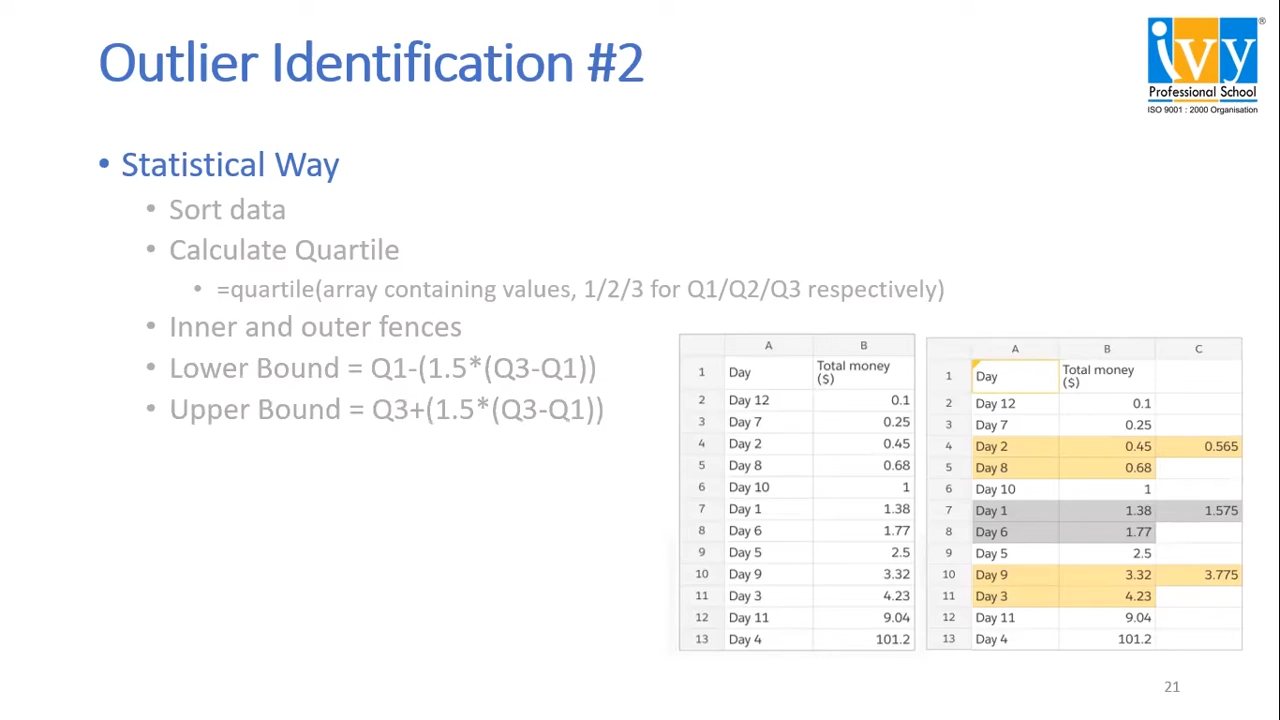 Outlier Identification #2
ivy
®
Professional School
ISO 9001 : 2000 Organisation
• Statistical Way
• Sort data
• Calculate Quartile
• =quartile(array containing values, 1/2/3 for Q1/Q2/Q3 respectively)
• Inner and outer fences
• Lower Bound = Q1-(1.5*(Q3-Q1))
• Upper Bound = Q3+(1.5*(Q3-Q1))
A B
1 Day Total money ($)
2 Day 12 0.1
3 Day 7 0.25
4 Day 2 0.45
5 Day 8 0.68
6 Day 10 1
7 Day 1 1.38
8 Day 6 1.77
9 Day 5 2.5
10 Day 9 3.32
11 Day 3 4.23
12 Day 11 9.04
13 Day 4 101.2
A B C
1 Day Total money ($)
2 Day 12 0.1
3 Day 7 0.25
4 Day 2 0.45 0.565
5 Day 8 0.68
6 Day 10 1
7 Day 1 1.38 1.575
8 Day 6 1.77
9 Day 5 2.5
10 Day 9 3.32 3.775
11 Day 3 4.23
12 Day 11 9.04
13 Day 4 101.2
21